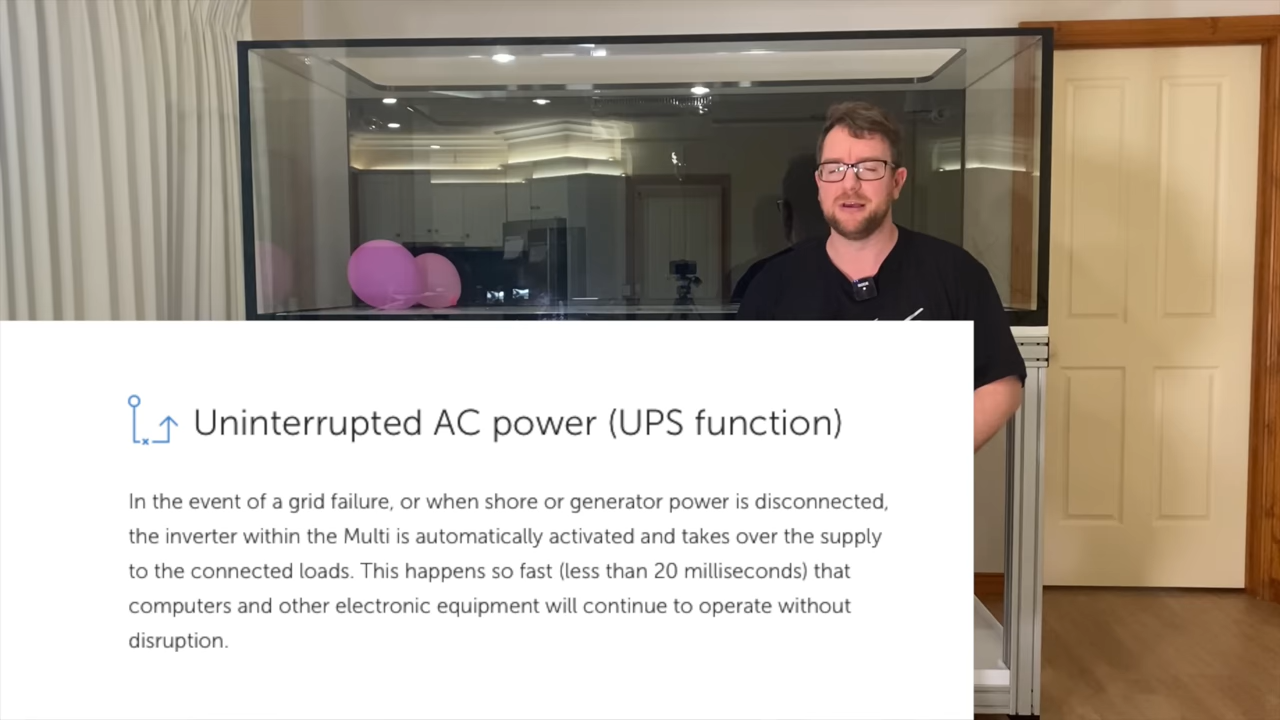 Uninterrupted AC power (UPS function)
In the event of a grid failure, or when shore or generator power is disconnected,
the inverter within the Multi is automatically activated and takes over the supply
to the connected loads. This happens so fast (less than 20 milliseconds) that
computers and other electronic equipment will continue to operate without
disruption.